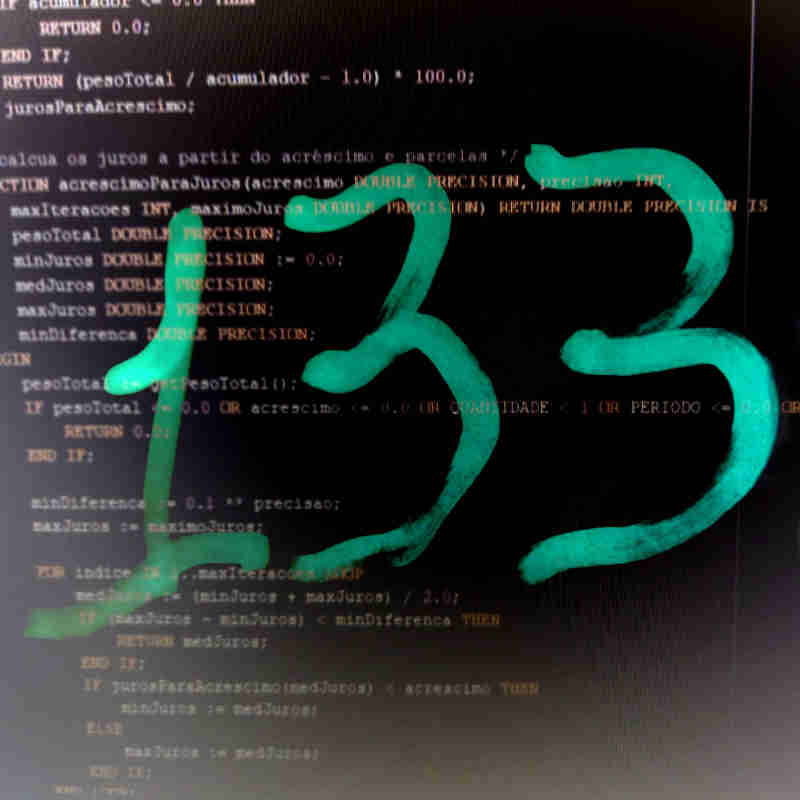 IF acumulador <= 0.0 THEN
RETURN 0.0;
END IF;
RETURN (pesoTotal / acumulador - 1.0) * 100.0;
jurosParaAcrescimo;
calcua os juros a partir do acréscimo e parcelas */
CTION acrescimoParaJuros(acrescimo DOUBLE PRECISION, precisao INT,
maxIteracoes INT, maximoJuros DOUBLE PRECISION) RETURN DOUBLE PRECISION IS
pesoTotal DOUBLE PRECISION;
minJuros DOUBLE PRECISION := 0.0;
medJuros DOUBLE PRECISION;
maxJuros DOUBLE PRECISION;
minDiferenca DOUBLE PRECISION;
GIN
pesoTotal := getPesoTotal();
IF pesoTotal <= 0.0 OR acrescimo <= 0.0 OR QUANTIDADE < 1 OR PERIODO <= 0.0 OR
RETURN 0.0;
END IF;
133
minDiferenca := 0.1 ** precisao;
maxJuros := maximoJuros;
FOR indice IN 1..maxIteracoes LOOP
medJuros := (minJuros + maxJuros) / 2.0;
IF (maxJuros - minJuros) < minDiferenca THEN
RETURN medJuros;
END IF;
IF jurosParaAcrescimo(medJuros) < acrescimo THEN
minJuros := medJuros;
ELSE
maxJuros := medJuros;
END IF;
END LOOP;